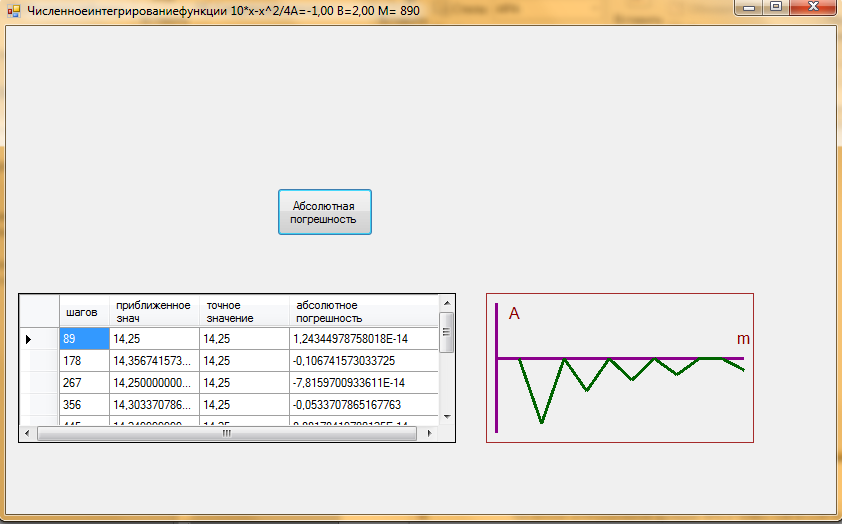 Численноеинтегрированиефункции 10*x-x^2/4A=-1,00 B=2,00 M= 890
Абсолютная
погрешность
шагов приближенное знач точное значение абсолютное погрешность
89 14,25 14,25 1,24344978758018E-14
178 14,356741573... 14,25 -0,106741573033725
267 14,250000000... 14,25 -7,8159700933611E-14
356 14,303370786... 14,25 -0,0533707865167763
A
m